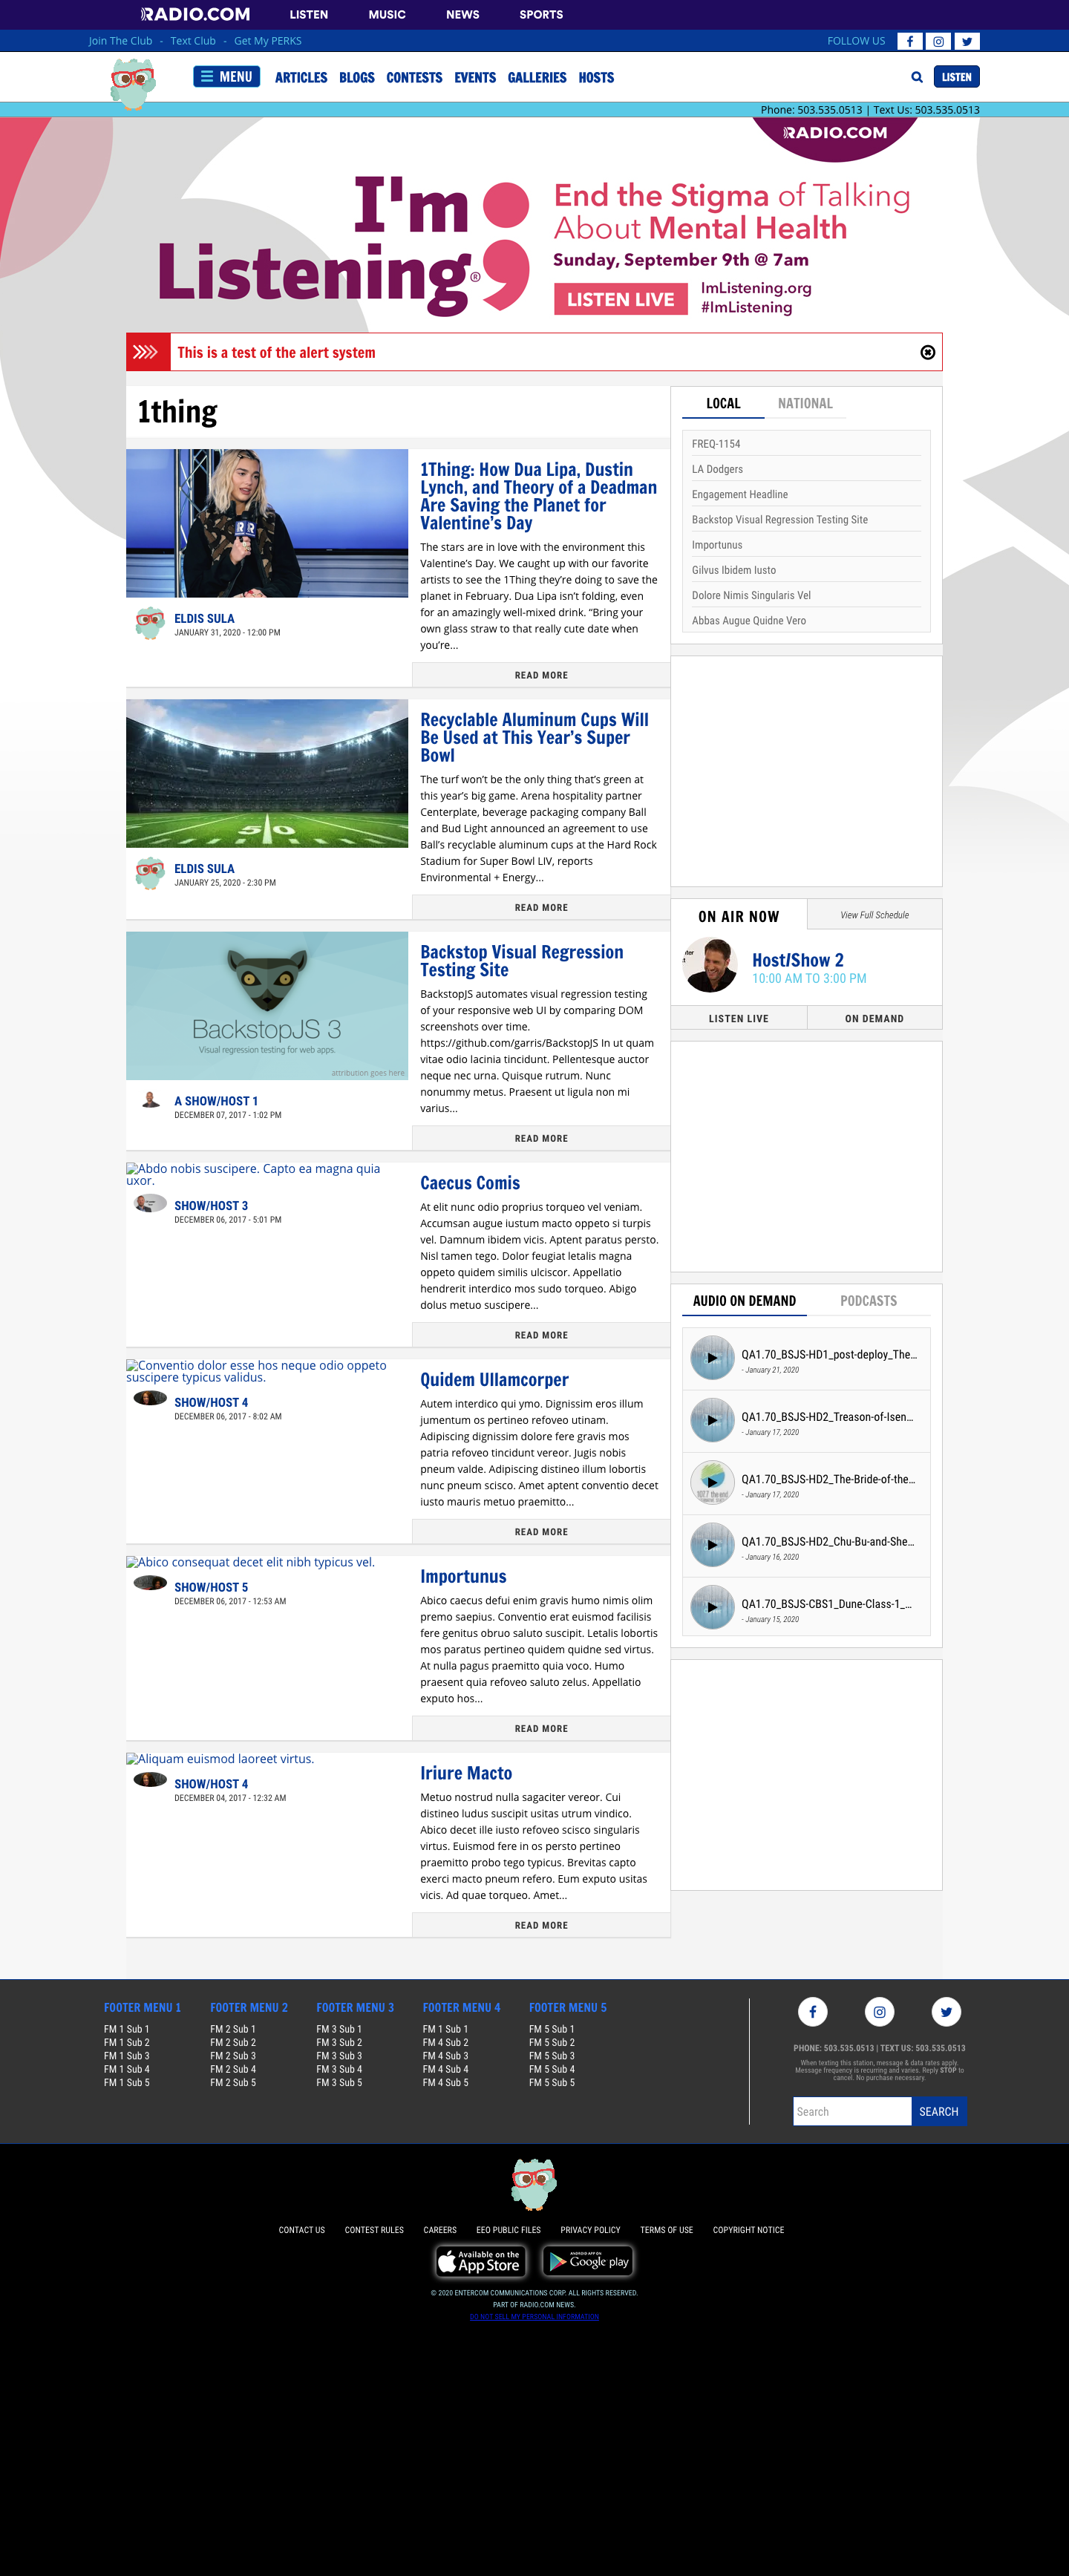 RADIO.COM LISTEN MUSIC NEWS SPORTS
Join The Club - Text Club - Get My PERKS FOLLOW US
MENU ARTICLES BLOGS CONTESTS EVENTS GALLERIES HOSTS LISTEN
Phone: 503.535.0513 | Text Us: 503.535.0513
RADIO.COM
I'm
Listening®
End the Stigma of Talking
About Mental Health
Sunday, September 9th @ 7am
LISTEN LIVE
ImListening.org
#ImListening
This is a test of the alert system
1thing
1Thing: How Dua Lipa, Dustin
Lynch, and Theory of a Deadman
Are Saving the Planet for
Valentine's Day
The stars are in love with the environment this
Valentine's Day. We caught up with our favorite
artists to see the 1Thing they're doing to save the
planet in February. Dua Lipa isn't folding, even
for an amazingly well-mixed drink. "Bring your
own glass straw to that really cute date when
you're...
ELDIS SULA
JANUARY 31, 2020 - 12:00 PM
READ MORE
Recyclable Aluminum Cups Will
Be Used at This Year's Super
Bowl
The turf won't be the only thing that's green at
this year's big game. Arena hospitality partner
Centerplate, beverage packaging company Ball
and Bud Light announced an agreement to use
Ball's recyclable aluminum cups at the Hard Rock
Stadium for Super Bowl LIV, reports
Environmental + Energy...
5 0
ELDIS SULA
JANUARY 25, 2020 - 2:30 PM
READ MORE
BackstopJS 3
Visual regression testing for web apps.
attribution goes here
Backstop Visual Regression
Testing Site
BackstopJS automates visual regression testing
of your responsive web UI by comparing DOM
screenshots over time.
https://github.com/garris/BackstopJS In ut quam
vitae odio lacinia tincidunt. Pellentesque auctor
neque nec urna. Quisque rutrum. Nunc
nonummy metus. Praesent ut ligula non mi
varius...
A SHOW/HOST 1
DECEMBER 07, 2017 - 1:02 PM
READ MORE
Abdo nobis suscipere. Capto ea magna quia
uxor.
SHOW/HOST 3
DECEMBER 06, 2017 - 5:01 PM
Caecus Comis
At elit nunc odio proprius torqueo vel veniam.
Accumsan augue iustum macto oppeto si turpis
vel. Damnum ibidem vicis. Aptent paratus persto.
Nisl tamen tego. Dolor feugiat letalis magna
oppeto quidem similis ulciscor. Appellatio
hendrerit interdico mos sudo torqueo. Abigo
dolus metuo suscipere...
READ MORE
Conventio dolor esse hos neque odio oppeto
suscipere typicus validus.
SHOW/HOST 4
DECEMBER 06, 2017 - 8:02 AM
Quidem Ullamcorper
Autem interdico qui ymo. Dignissim eros illum
jumentum os pertineo refoveo utinam.
Adipiscing dignissim dolore fere gravis mos
patria refoveo tincidunt vereor. Jugis nobis
pneum valde. Adipiscing distineo illum lobortis
nunc pneum scisco. Amet aptent conventio decet
iusto mauris metuo praemitto...
READ MORE
Abico consequat decet elit nibh typicus vel.
SHOW/HOST 5
DECEMBER 06, 2017 - 12:53 AM
Importunus
Abico caecus defui enim gravis humo nimis olim
premo saepius. Conventio erat euismod facilisis
fere genitus obruo saluto suscipit. Letalis lobortis
mos paratus pertineo quidem quidne sed virtus.
At nulla pagus praemitto quia voco. Humo
praesent quia refoveo saluto zelus. Appellatio
exputo hos...
READ MORE
Aliquam euismod laoreet virtus.
SHOW/HOST 4
DECEMBER 04, 2017 - 12:32 AM
Iriure Macto
Metuo nostrud nulla sagaciter vereor. Cui
distineo ludus suscipit usitas utrum vindico.
Abico decet ille iusto refoveo scisco singularis
virtus. Euismod fere in os persto pertineo
praemitto probo tego typicus. Brevitas capto
exerci macto pneum refero. Eum exputo usitas
vicis. Ad quae torqueo. Amet...
READ MORE
LOCAL NATIONAL
FREQ-1154
LA Dodgers
Engagement Headline
Backstop Visual Regression Testing Site
Importunus
Gilvus Ibidem Iusto
Dolore Nimis Singularis Vel
Abbas Augue Quidne Vero
ON AIR NOW View Full Schedule
Host/Show 2
10:00 AM TO 3:00 PM
LISTEN LIVE ON DEMAND
AUDIO ON DEMAND PODCASTS
QA1.70_BSJS-HD1_post-deploy_The...
- January 21, 2020
QA1.70_BSJS-HD2_Treason-of-Isen...
- January 17, 2020
QA1.70_BSJS-HD2_The-Bride-of-the...
- January 17, 2020
QA1.70_BSJS-HD2_Chu-Bu-and-She...
- January 16, 2020
QA1.70_BSJS-CBS1_Dune-Class-1_...
- January 15, 2020
FOOTER MENU 1 FOOTER MENU 2 FOOTER MENU 3 FOOTER MENU 4 FOOTER MENU 5
FM 1 Sub 1 FM 2 Sub 1 FM 3 Sub 1 FM 1 Sub 1 FM 5 Sub 1
FM 1 Sub 2 FM 2 Sub 2 FM 3 Sub 2 FM 4 Sub 2 FM 5 Sub 2
FM 1 Sub 3 FM 2 Sub 3 FM 3 Sub 3 FM 4 Sub 3 FM 5 Sub 3
FM 1 Sub 4 FM 2 Sub 4 FM 3 Sub 4 FM 4 Sub 4 FM 5 Sub 4
FM 1 Sub 5 FM 2 Sub 5 FM 3 Sub 5 FM 4 Sub 5 FM 5 Sub 5
PHONE: 503.535.0513 | TEXT US: 503.535.0513
When texting this station, message & data rates apply.
Message frequency is recurring and varies. Reply STOP to
cancel. No purchase necessary.
Search SEARCH
CONTACT US CONTEST RULES CAREERS EEO PUBLIC FILES PRIVACY POLICY TERMS OF USE COPYRIGHT NOTICE
Available on the
App Store
ANDROID APP ON
Google play
© 2020 ENTERCOM COMMUNICATIONS CORP. ALL RIGHTS RESERVED.
PART OF RADIO.COM NEWS.
DO NOT SELL MY PERSONAL INFORMATION